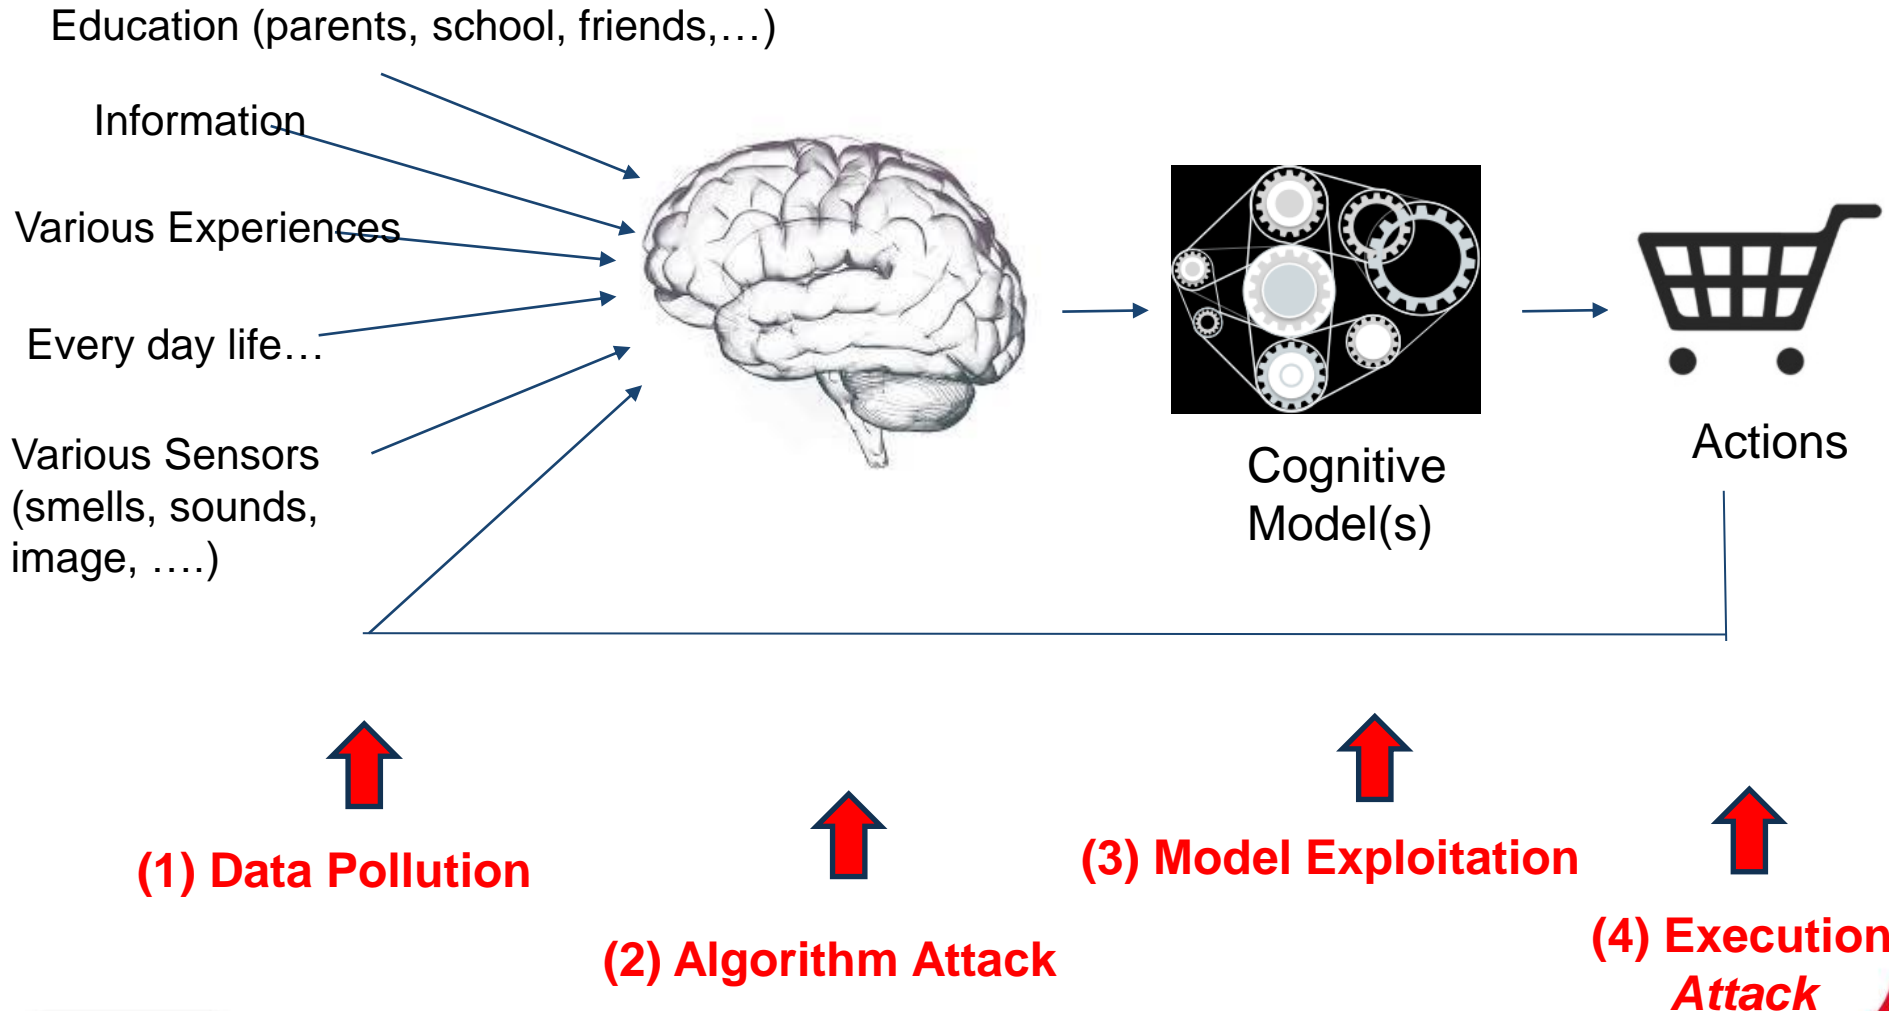 Education (parents, school, friends,…)
Information
Various Experiences
Every day life…
Various Sensors
(smells, sounds,
image, ….)
Cognitive
Model(s)
Actions
(1) Data Pollution
(2) Algorithm Attack
(3) Model Exploitation
(4) Execution
Attack